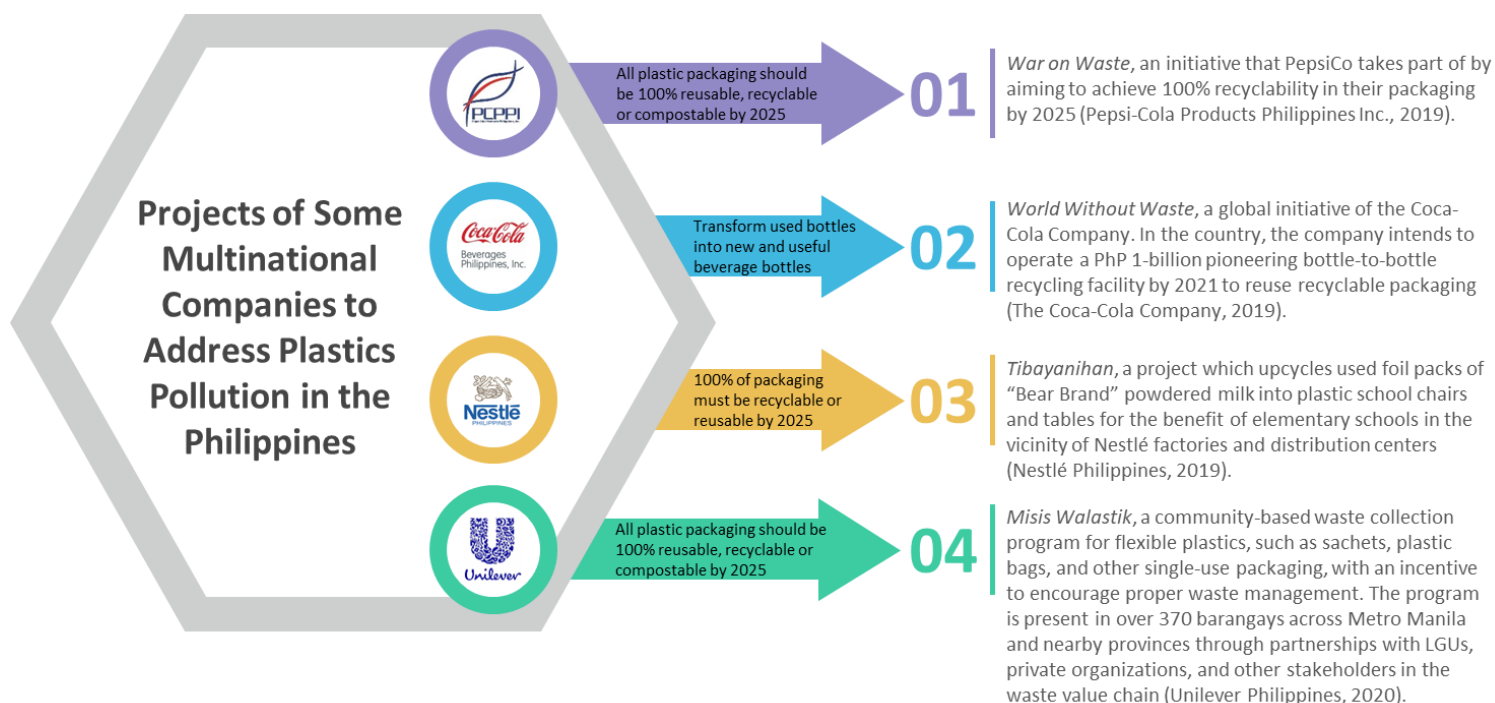 Projects of Some
Multinational
Companies to
Address Plastics
Pollution in the
Philippines
PCPPI
All plastic packaging should
be 100% reusable, recyclable
or compostable by 2025
01
War on Waste, an initiative that PepsiCo takes part of by
aiming to achieve 100% recyclability in their packaging
by 2025 (Pepsi-Cola Products Philippines Inc., 2019).
Coca-Cola
Beverages
Philippines, Inc.
Transform used bottles
into new and useful
beverage bottles
02
World Without Waste, a global initiative of the Coca-
Cola Company. In the country, the company intends to
operate a PhP 1-billion pioneering bottle-to-bottle
recycling facility by 2021 to reuse recyclable packaging
(The Coca-Cola Company, 2019).
Nestlé
PHILIPPINES
100% of packaging
must be recyclable or
reusable by 2025
03
Tibayanihan, a project which upcycles used foil packs of
“Bear Brand” powdered milk into plastic school chairs
and tables for the benefit of elementary schools in the
vicinity of Nestlé factories and distribution centers
(Nestlé Philippines, 2019).
Unilever
All plastic packaging should be
100% reusable, recyclable or
compostable by 2025
04
Misis Walastik, a community-based waste collection
program for flexible plastics, such as sachets, plastic
bags, and other single-use packaging, with an incentive
to encourage proper waste management. The program
is present in over 370 barangays across Metro Manila
and nearby provinces through partnerships with LGUs,
private organizations, and other stakeholders in the
waste value chain (Unilever Philippines, 2020).